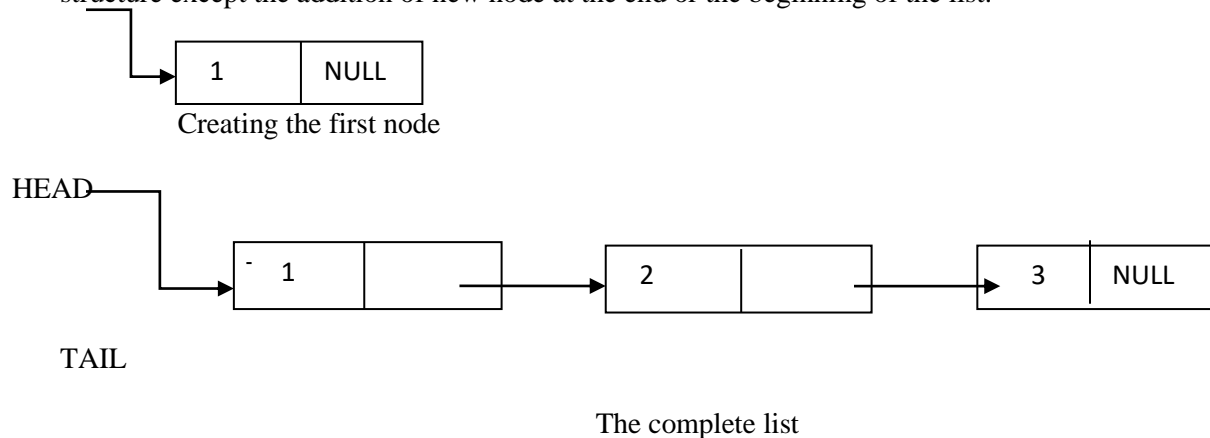 structure except the addition of new node at the end of the beginning of the list.
1 NULL
Creating the first node
HEAD
- 1 2 3 NULL
TAIL
The complete list